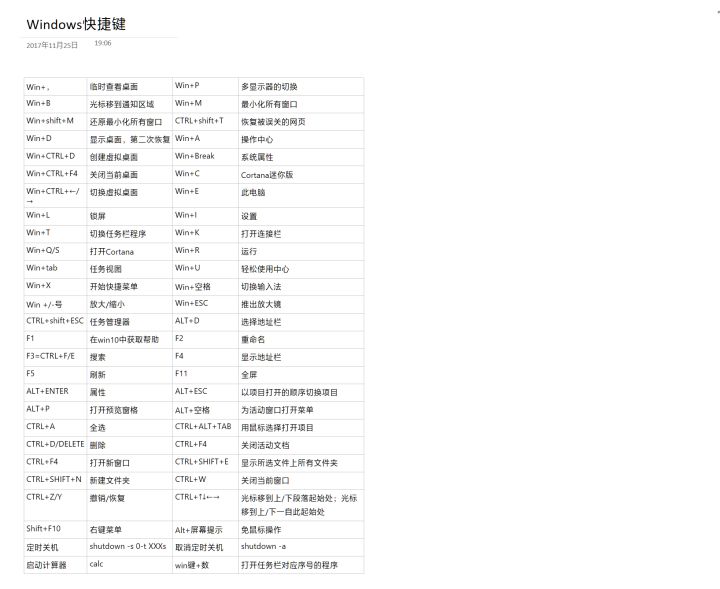 Windows快捷键
2017年11月25日 19:06
Win+， 临时查看桌面 Win+P 多显示器的切换
Win+B 光标移到通知区域 Win+M 最小化所有窗口
Win+shift+M 还原最小化所有窗口 CTRL+shift+T 恢复被误关的网页
Win+D 显示桌面，第二次恢复 Win+A 操作中心
Win+CTRL+D 创建虚拟桌面 Win+Break 系统属性
Win+CTRL+F4 关闭当前桌面 Win+C Cortana迷你版
Win+CTRL+←/ 切换虚拟桌面 Win+E 此电脑
→
Win+L 锁屏 Win+I 设置
Win+T 切换任务栏程序 Win+K 打开连接栏
Win+Q/S 打开Cortana Win+R 运行
Win+tab 任务视图 Win+U 轻松使用中心
Win+X 开始快捷菜单 Win+空格 切换输入法
Win +/-号 放大/缩小 Win+ESC 推出放大镜
CTRL+shift+ESC 任务管理器 ALT+D 选择地址栏
F1 在win10中获取帮助 F2 重命名
F3=CTRL+F/E 搜素 F4 显示地址栏
F5 刷新 F11 全屏
ALT+ENTER 属性 ALT+ESC 以项目打开的顺序切换项目
ALT+P 打开预览窗格 ALT+空格 为活动窗口打开菜单
CTRL+A 全选 CTRL+ALT+TAB 用鼠标选择打开项目
CTRL+D/DELETE 删除 CTRL+F4 关闭活动文档
CTRL+F4 打开新窗口 CTRL+SHIFT+E 显示所选文件上所有文件夹
CTRL+SHIFT+N 新建文件夹 CTRL+W 关闭当前窗口
CTRL+Z/Y 撤销/恢复 CTRL+↑↓←→ 光标移到上/下段落起始处；光标
移到上/下一自此起始处
Shift+F10 右键菜单 Alt+屏幕提示 免鼠标操作
定时关机 shutdown -s 0-t XXXs 取消定时关机 shutdown -a
启动计算器 calc win键+数 打开任务栏对应序号的程序